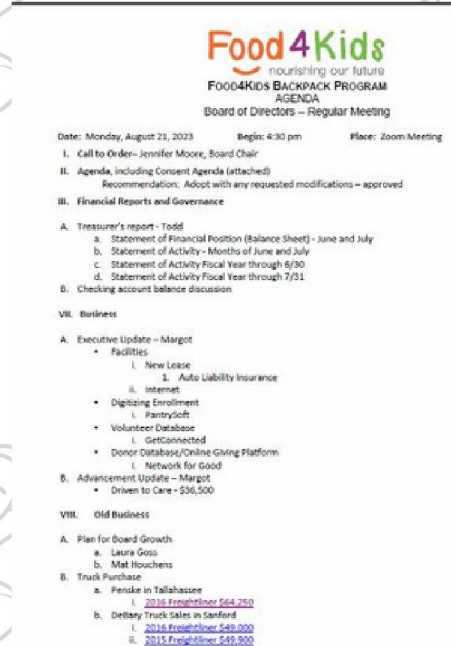 Food4Kids
nourishing our future
FOOD4KIDS BACKPACK PROGRAM
AGENDA
Board of Directors – Regular Meeting
Date: Monday, August 21, 2023 Begin: 4:30 pm Place: Zoom Meeting
I. Call to Order– Jennifer Moore, Board Chair
II. Agenda, including Consent Agenda (attached)
Recommendation: Adopt with any requested modifications – approved
III. Financial Reports and Governance
A. Treasurer's report - Todd
a. Statement of Financial Position (Balance Sheet) - June and July
b. Statement of Activity - Months of June and July
c. Statement of Activity Fiscal Year through 6/30
d. Statement of Activity Fiscal Year through 7/31
B. Checking account balance discussion
VII. Business
A. Executive Update – Margot
• Facilities
i. New Lease
1. Auto Liability Insurance
ii. Internet
• Digitizing Enrollment
i. PantrySoft
• Volunteer Database
i. GetConnected
• Donor Database/Online Giving Platform
i. Network for Good
B. Advancement Update – Margot
• Driven to Care - $36,500
VIII. Old Business
A. Plan for Board Growth
a. Laura Goss
b. Mat Houchens
B. Truck Purchase
a. Penske in Tallahassee
i. 2016 Freightliner $64,250
b. DeBary Truck Sales in Sanford
i. 2016 Freightliner $49,000
ii. 2015 Freightliner $49,900